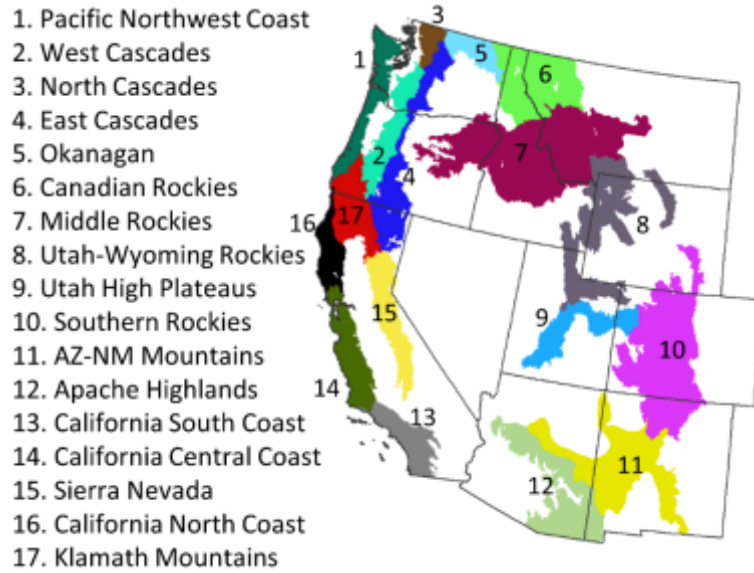 1. Pacific Northwest Coast
2. West Cascades
3. North Cascades
4. East Cascades
5. Okanagan
6. Canadian Rockies
7. Middle Rockies
8. Utah-Wyoming Rockies
9. Utah High Plateaus
10. Southern Rockies
11. AZ-NM Mountains
12. Apache Highlands
13. California South Coast
14. California Central Coast
15. Sierra Nevada
16. California North Coast
17. Klamath Mountains
3
1
5
6
2
7
4
16
17
8
15
9
10
14
13
11
12